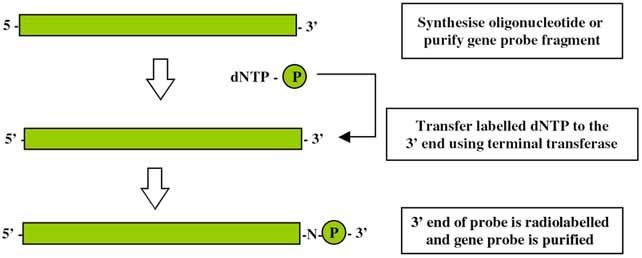 5 - - 3’
Synthesise oligonucleotide or
purify gene probe fragment
dNTP - P
5’ - - 3’
Transfer labelled dNTP to the
3’ end using terminal transferase
5’ - -N- P - 3’
3’ end of probe is radiolabelled
and gene probe is purified